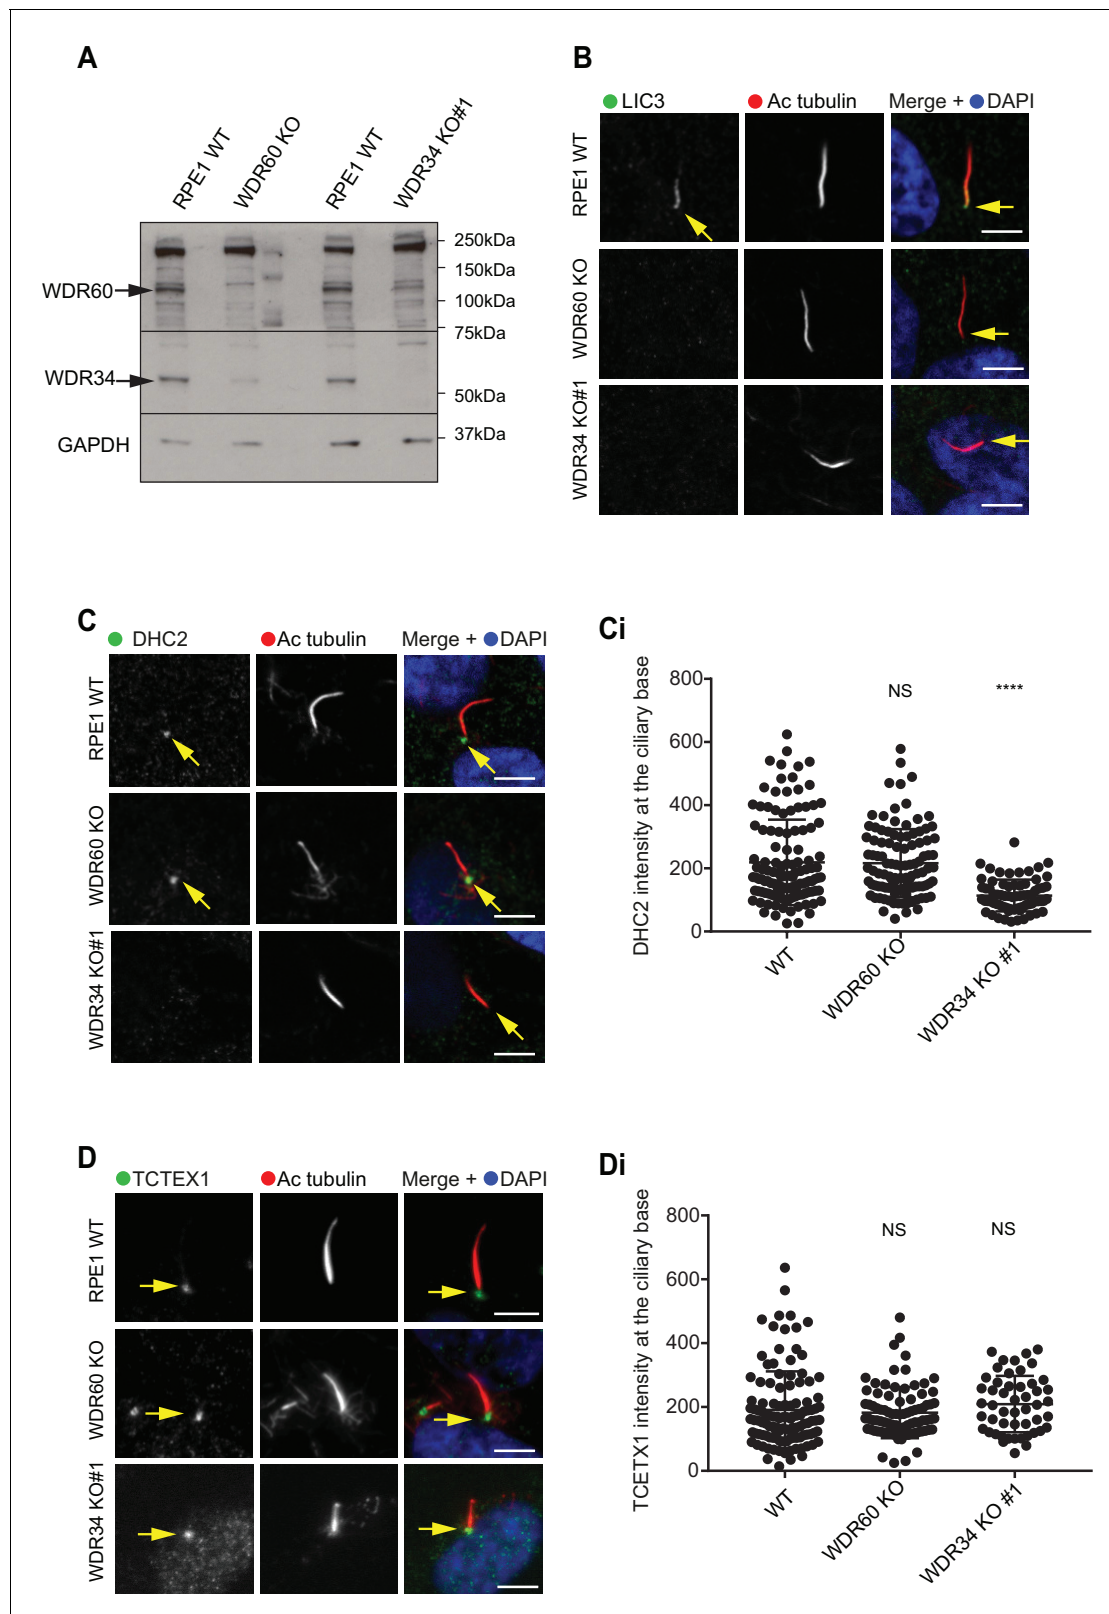 A
RPE1 WT
WDR60 KO
RPE1 WT
WDR34 KO#1
250kDa
150kDa
WDR60
100kDa
75kDa
WDR34
50kDa
37kDa
GAPDH
B
LIC3
Ac tubulin
Merge + DAPI
RPE1 WT
WDR60 KO
WDR34 KO#1
C
DHC2
Ac tubulin
Merge + DAPI
RPE1 WT
WDR60 KO
WDR34 KO#1
Ci
DHC2 intensity at the ciliary base
800
600
400
200
0
NS
****
WT
WDR60 KO
WDR34 KO #1
D
TCTEX1
Ac tubulin
Merge + DAPI
RPE1 WT
WDR60 KO
WDR34 KO#1
Di
TCETX1 intensity at the ciliary base
800
600
400
200
0
NS
NS
WT
WDR60 KO
WDR34 KO #1